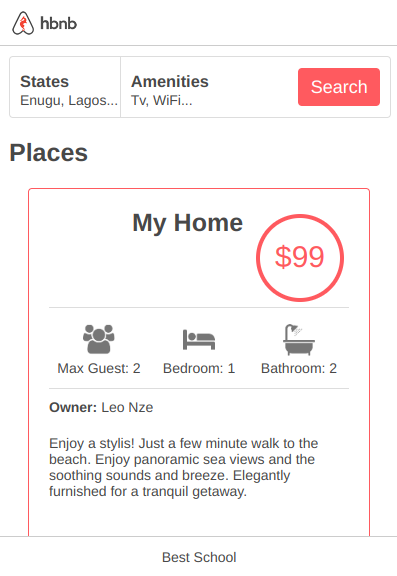 hbnb
States
Amenities
Search
Enugu, Lagos...
Tv, WiFi...
Places
My Home
$99
Max Guest: 2
Bedroom: 1
Bathroom: 2
Owner: Leo Nze
Enjoy a stylis! Just a few minute walk to the
beach. Enjoy panoramic sea views and the
soothing sounds and breeze. Elegantly
furnished for a tranquil getaway.
Best School